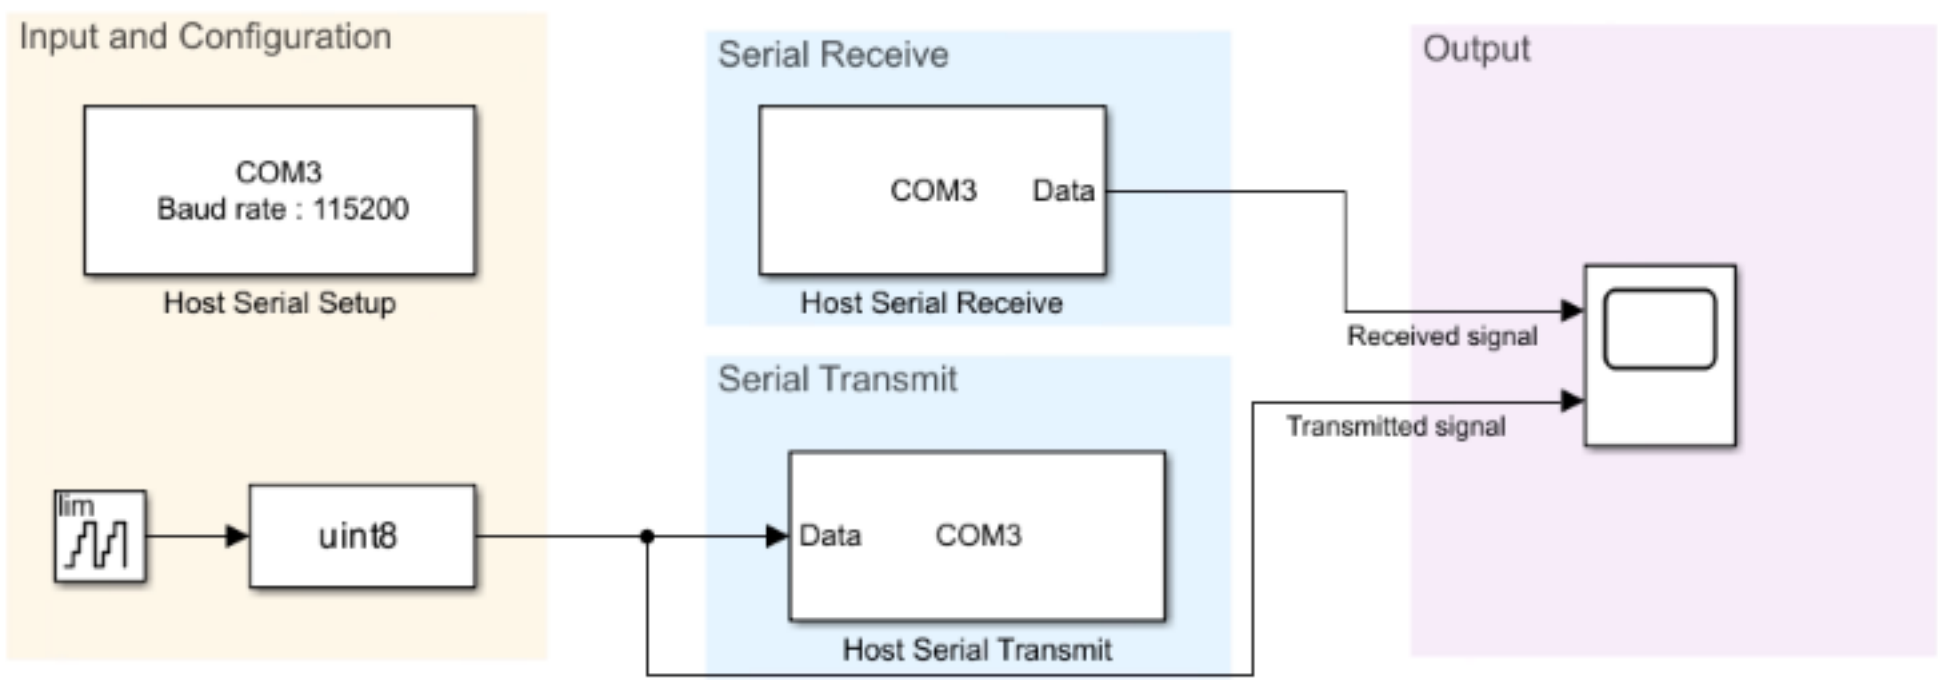 Input and Configuration
COM3
Baud rate : 115200
Host Serial Setup
lim
uint8
Serial Receive
COM3 Data
Host Serial Receive
Serial Transmit
Data COM3
Host Serial Transmit
Output
Received signal
Transmitted signal